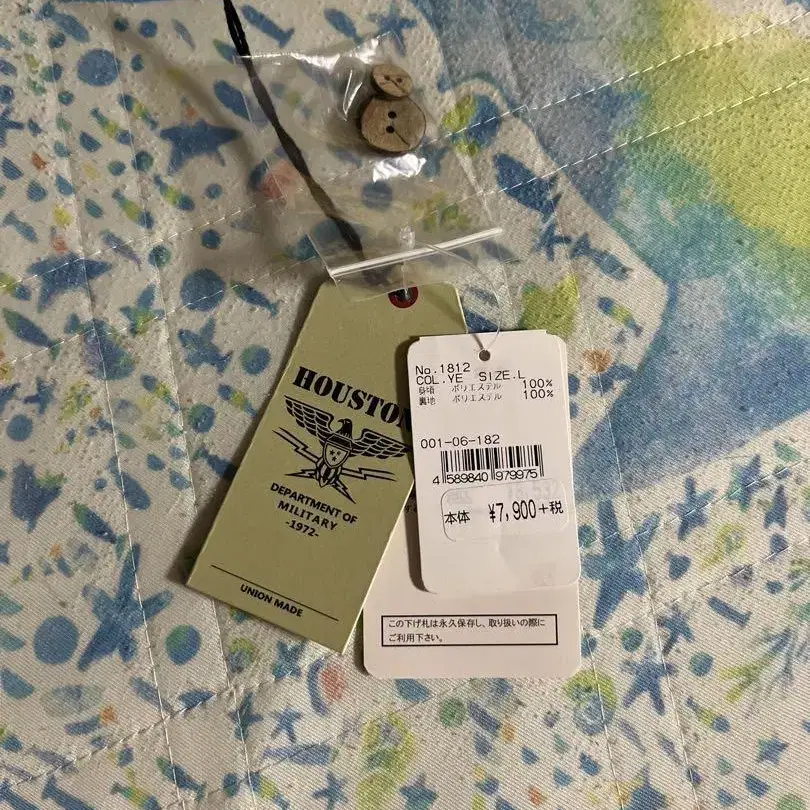 HOUSTON
DEPARTMENT OF
MILITARY
-1972-
UNION MADE
No.1812
COL.YE SIZE.L
身頃 ポリエステル 100%
裏地 ポリエステル 100%
001-06-182
4 589840 979975
本体 ¥7,900+税
この下げ札は永久保存し、取り扱いの際に
ご利用下さい。